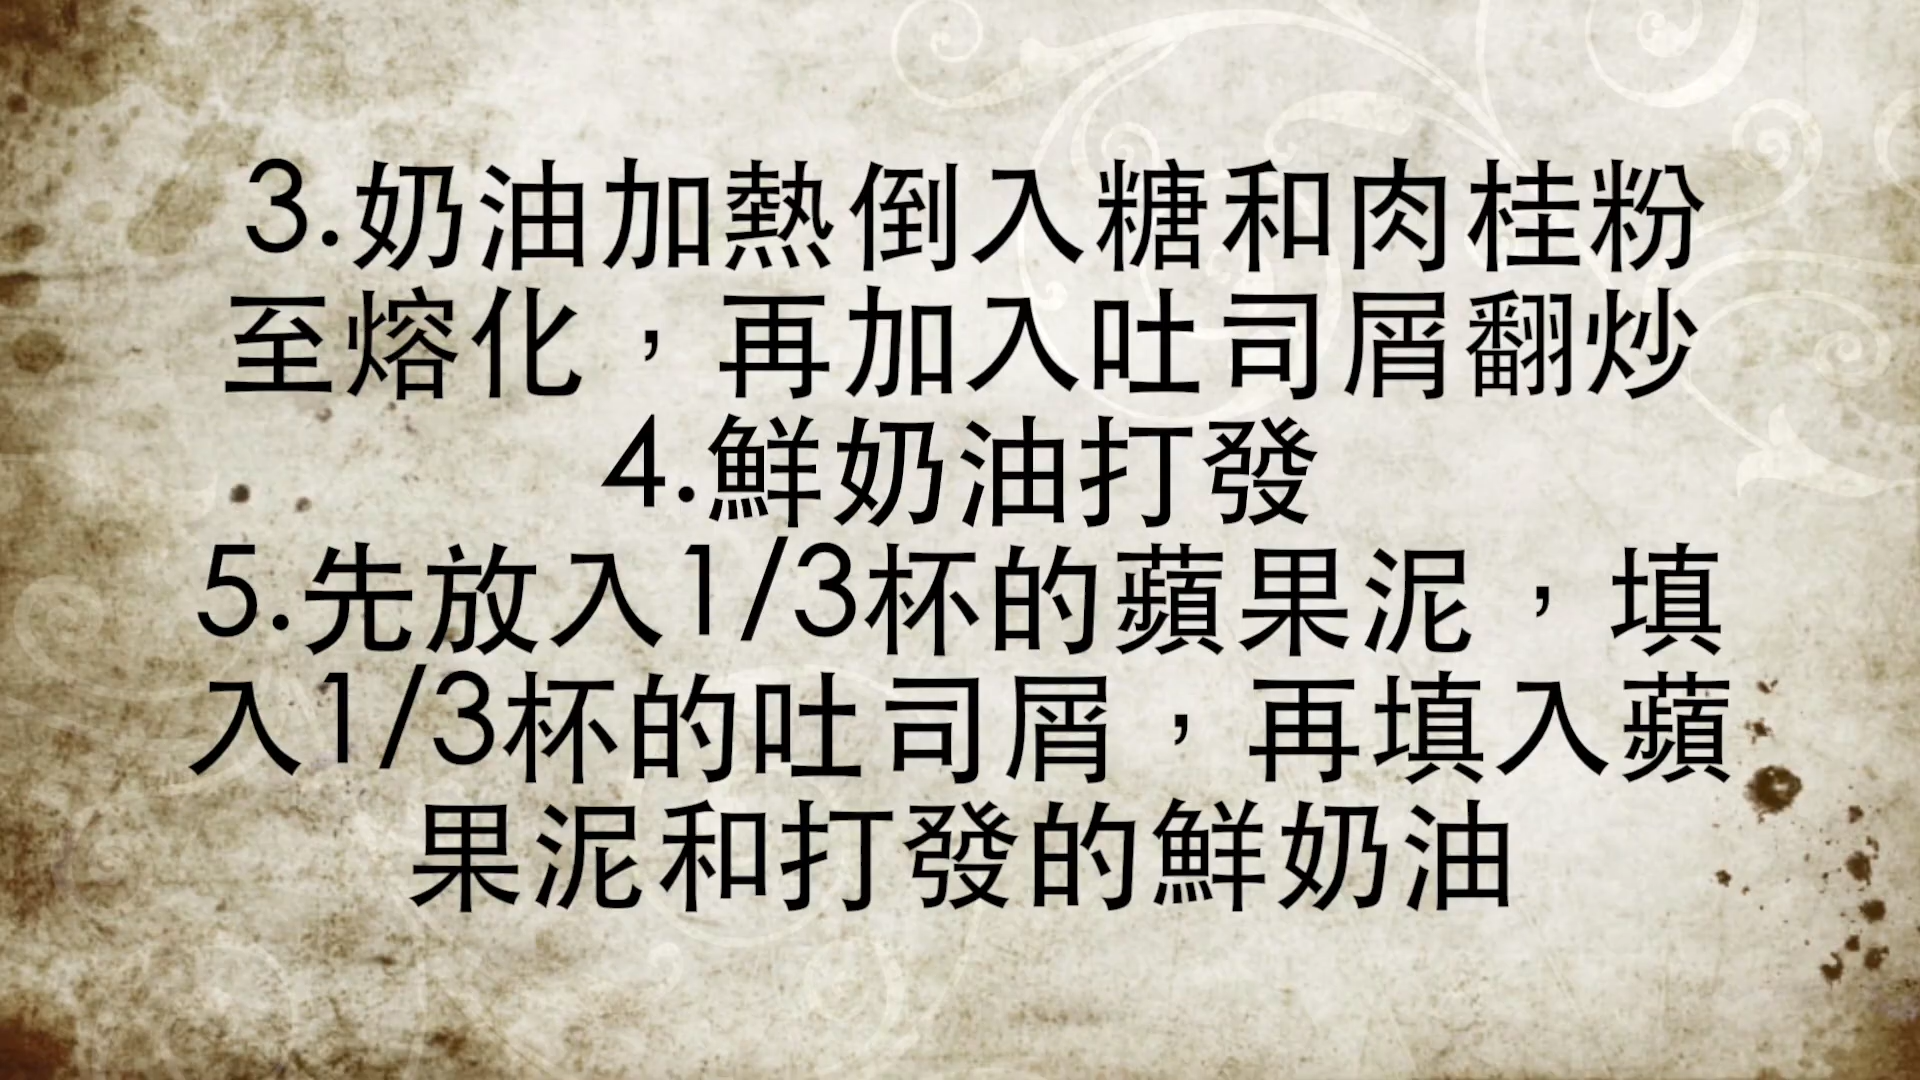 3.奶油加熱倒入糖和肉桂粉
至熔化，再加入吐司屑翻炒
4.鮮奶油打發
5.先放入1/3杯的蘋果泥，填
入1/3杯的吐司屑，再填入蘋
果泥和打發的鮮奶油